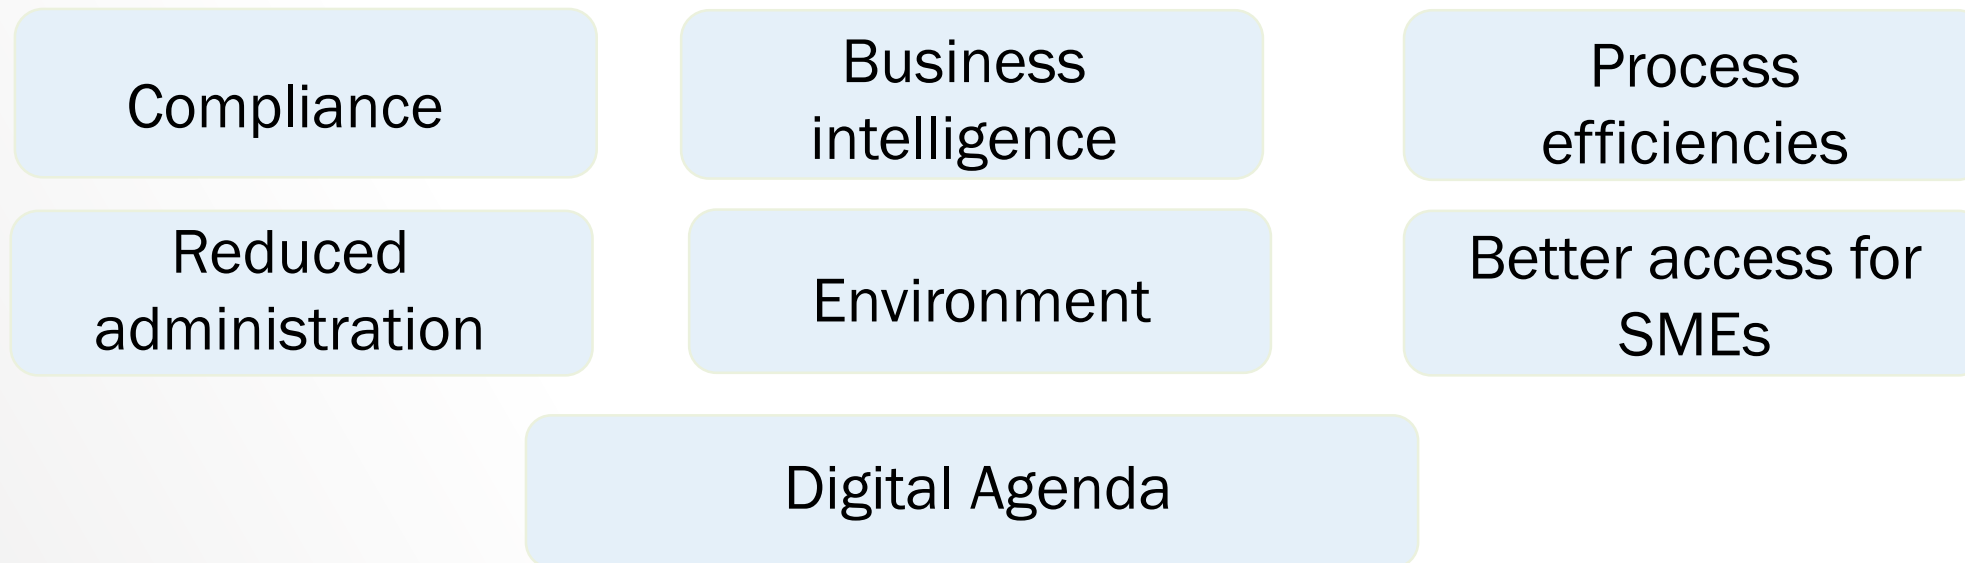 Compliance
Business
intelligence
Process
efficiencies
Reduced
administration
Environment
Better access for
SMEs
Digital Agenda